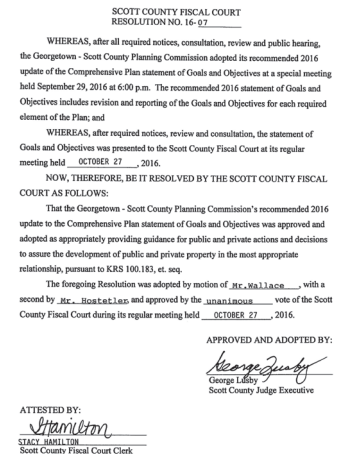 SCOTT COUNTY FISCAL COURT
RESOLUTION NO. 16-07
WHEREAS, after all required notices, consultation, review and public hearing,
the Georgetown - Scott County Planning Commission adopted its recommended 2016
update of the Comprehensive Plan statement of Goals and Objectives at a special meeting
held September 29, 2016 at 6:00 p.m. The recommended 2016 statement of Goals and
Objectives includes revision and reporting of the Goals and Objectives for each required
element of the Plan; and
WHEREAS, after required notices, review and consultation, the statement of
Goals and Objectives was presented to the Scott County Fiscal Court at its regular
meeting held OCTOBER 27, 2016.
NOW, THEREFORE, BE IT RESOLVED BY THE SCOTT COUNTY FISCAL
COURT AS FOLLOWS:
That the Georgetown - Scott County Planning Commission's recommended 2016
update to the Comprehensive Plan statement of Goals and Objectives was approved and
adopted as appropriately providing guidance for public and private actions and decisions
to assure the development of public and private property in the most appropriate
relationship, pursuant to KRS 100.183, et. seq.
The foregoing Resolution was adopted by motion of Mr.Wallace, with a
second by Mr. Hostetler, and approved by the unanimous vote of the Scott
County Fiscal Court during its regular meeting held OCTOBER 27, 2016.
APPROVED AND ADOPTED BY:
George Lusby
George Lusby
Scott County Judge Executive
ATTESTED BY:
SHamilton
STACY HAMILTON
Scott County Fiscal Court Clerk